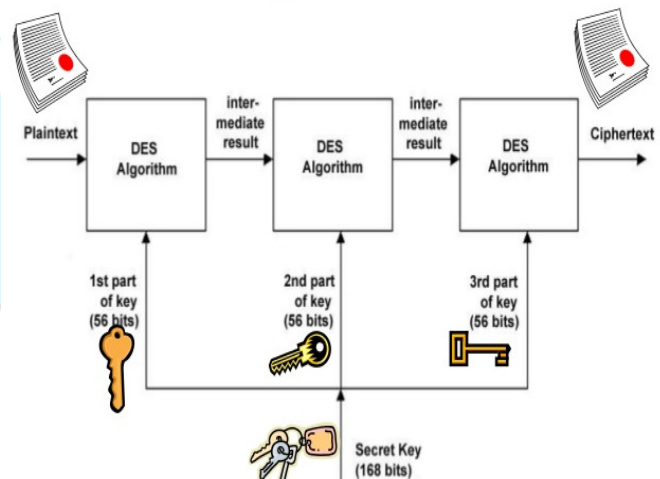 Plaintext
DES
Algorithm
inter-
mediate
result
DES
Algorithm
inter-
mediate
result
DES
Algorithm
Ciphertext
1st part
of key
(56 bits)
2nd part
of key
(56 bits)
3rd part
of key
(56 bits)
Secret Key
(168 bits)